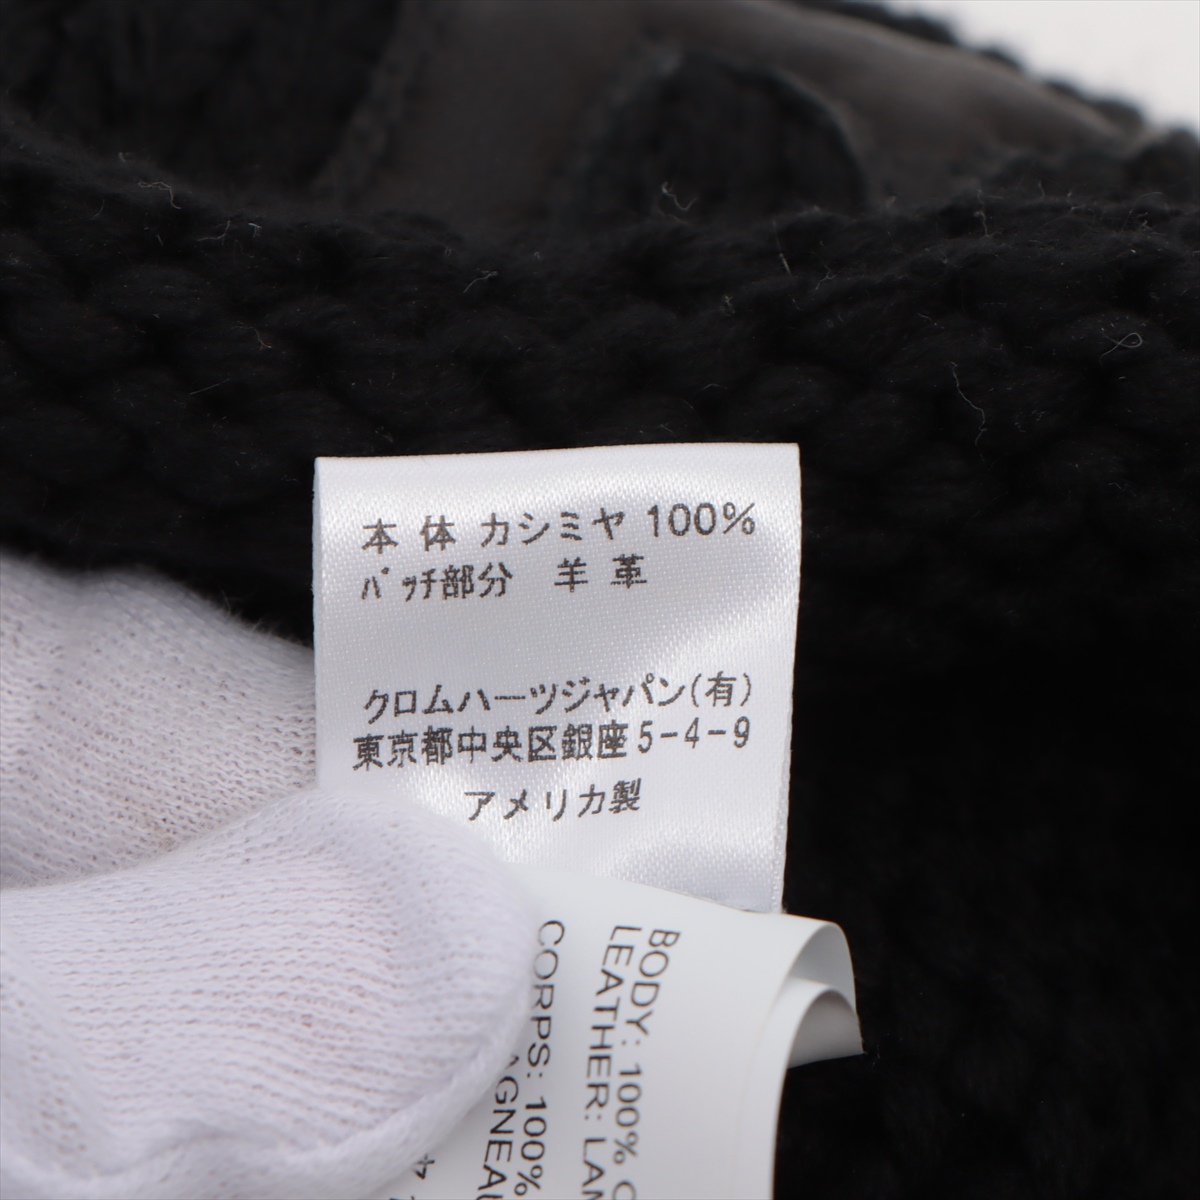 本 体 カシミヤ 100%
パッチ部分 羊 革
クロムハーツジャパン(有)
東京都中央区銀座5-4-9
アメリカ製
BODY: 100%
LEATHER:
CORPS: 100%